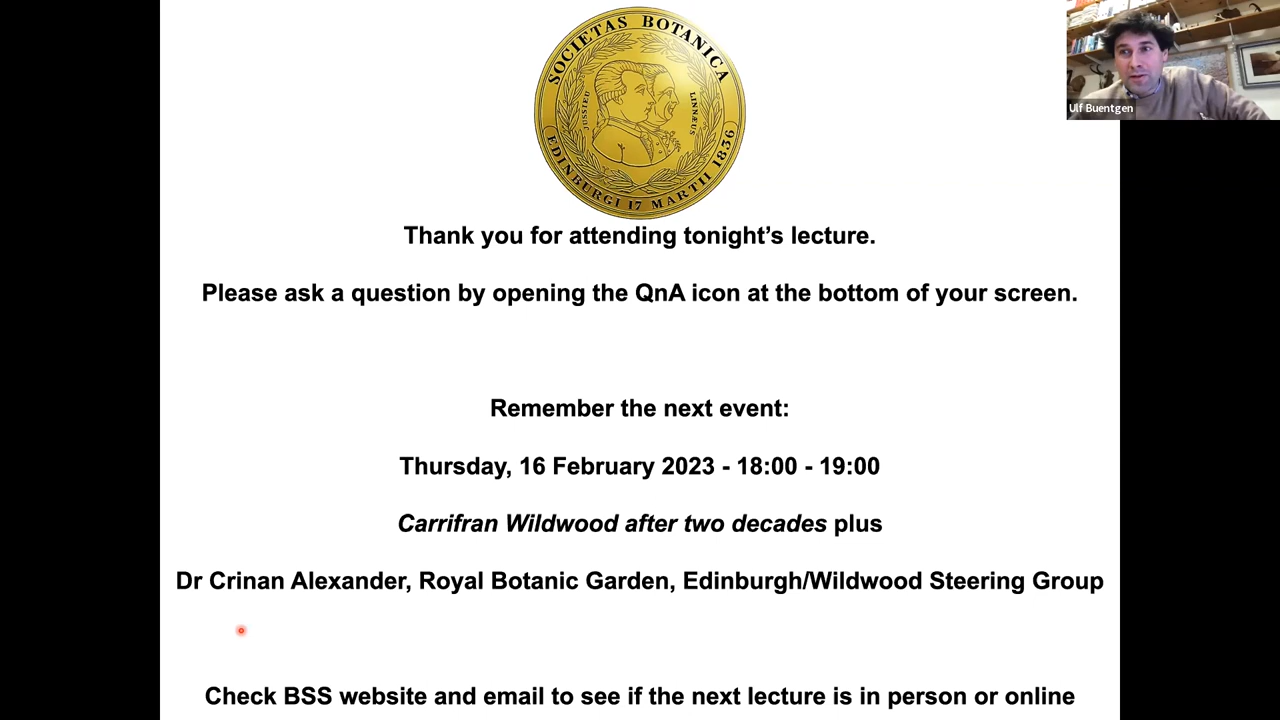 SOCIETAS BOTANICA
JUSSIEU
LINNÆUS
EDINBURGI 17 MARTII 1836
Ulf Buentgen
Thank you for attending tonight’s lecture.
Please ask a question by opening the QnA icon at the bottom of your screen.
Remember the next event:
Thursday, 16 February 2023 - 18:00 - 19:00
Carrifran Wildwood after two decades plus
Dr Crinan Alexander, Royal Botanic Garden, Edinburgh/Wildwood Steering Group
Check BSS website and email to see if the next lecture is in person or online